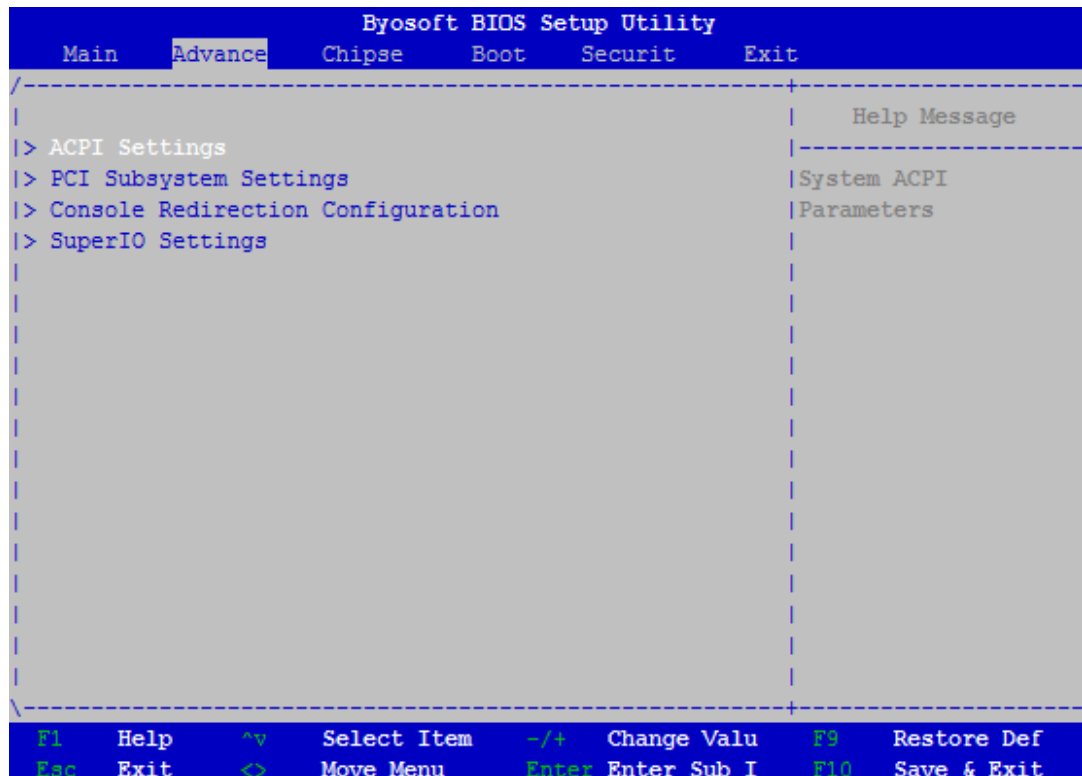 Byosoft BIOS Setup Utility
Main Advance Chipse Boot Securit Exit
Help Message
> ACPI Settings
> PCI Subsystem Settings
System ACPI
> Console Redirection Configuration
Parameters
> SuperIO Settings
F1 Help ^v Select Item -/+ Change Valu F9 Restore Def
Esc Exit <> Move Menu Enter Enter Sub I F10 Save & Exit